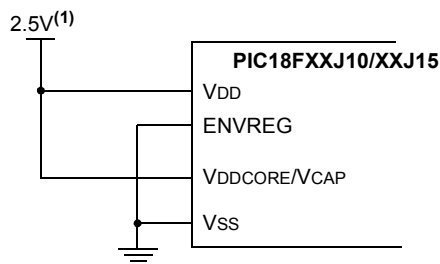 2.5V(1)
PIC18FXXJ10/XXJ15
VDD
ENVREG
VDDCORE/VCAP
VSS